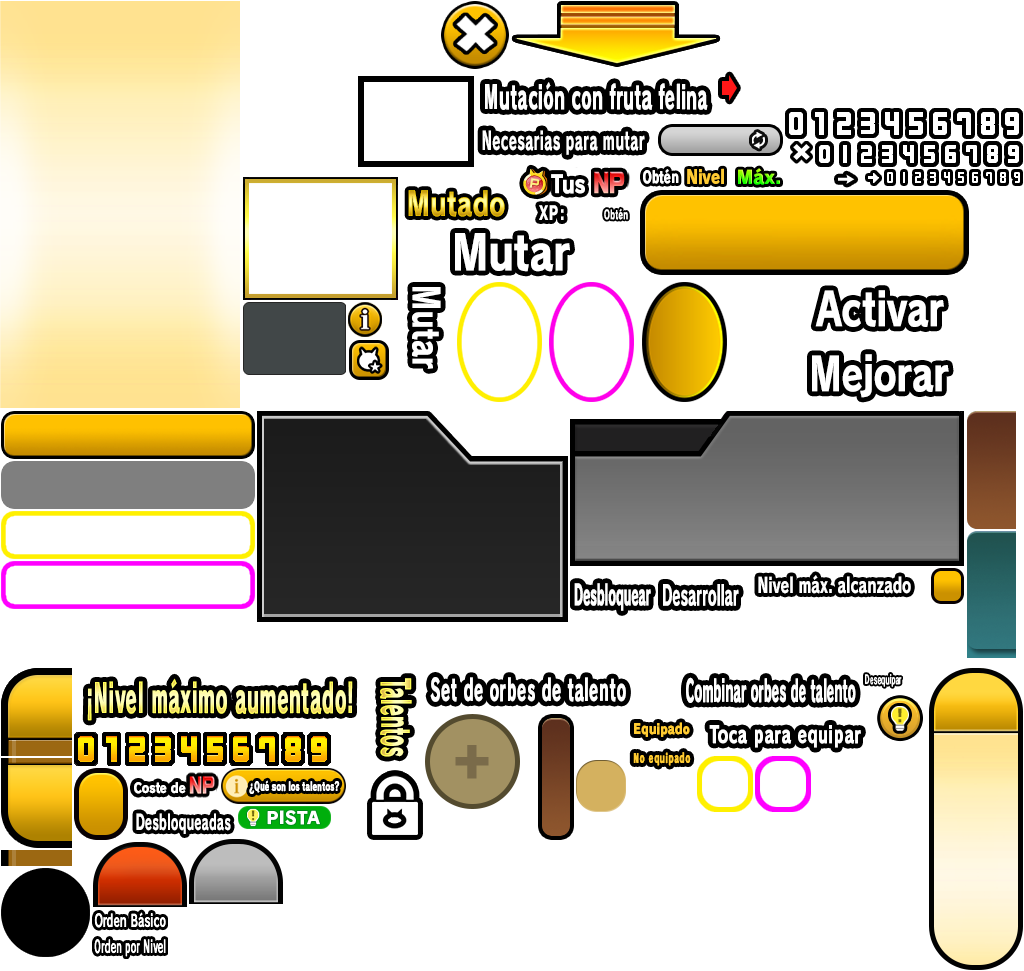 Mutación con fruta felina
0123456789
Necesarias para mutar
×0123456789
Tus NP
Obtén Nivel Máx.
0123456789
Mutado
XP:
Obtén
Mutar
Mutar
Activar
Mejorar
Desbloquear
Desarrollar
Nivel máx. alcanzado
¡Nivel máximo aumentado!
Talentos
Set de orbes de talento
Combinar orbes de talento
Desequipar
0123456789
Equipado
Toca para equipar
No equipado
Coste de NP
¿Qué son los talentos?
Desbloqueadas
PISTA
Orden Básico
Orden por Nivel